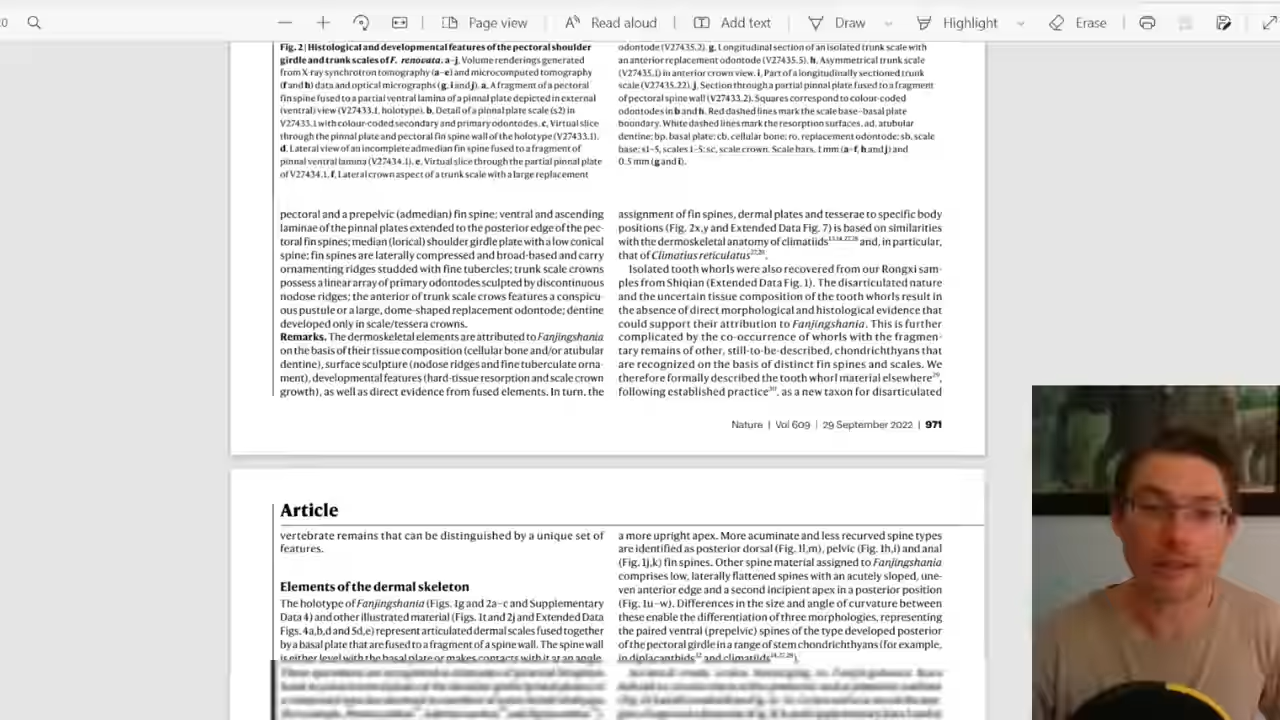 Page view
Read aloud
Add text
Draw
Highlight
Erase
Fig. 2 | Histological and developmental features of the pectoral shoulder
girdle and trunk scales of F. renovata. a–j, Volume renderings generated
from X-ray synchrotron tomography (a–e) and microcomputed tomography
(f and h) data and optical micrographs (g, i and j). a, A fragment of a pectoral
fin spine fused to a partial ventral lamina of a pinnal plate depicted in external
(ventral) view (V27433.1, holotype). b, Detail of a pinnal plate scale (s2) in
V27433.1 with colour-coded secondary and primary odontodes. c, Virtual slice
through the pinnal plate and pectoral fin spine wall of the holotype (V27433.1).
d, Lateral view of an incomplete admedian fin spine fused to a fragment of
pinnal ventral lamina (V27434.1). e, Virtual slice through the partial pinnal plate
of V27434.1. f, Lateral crown aspect of a trunk scale with a large replacement
odontode (V27435.2). g, Longitudinal section of an isolated trunk scale with
an anterior replacement odontode (V27435.5). h, Asymmetrical trunk scale
(V27435.1) in anterior crown view. i, Part of a longitudinally sectioned trunk
scale (V27435.22). j, Section through a partial pinnal plate fused to a fragment
of pectoral spine wall (V27433.2). Squares correspond to colour-coded
odontodes in b and h. Red dashed lines mark the scale base–basal plate
boundary. White dashed lines mark the resorption surfaces. ad, atubular
dentine; bp, basal plate; cb, cellular bone; ro, replacement odontode; sb, scale
base; s1–5, scales 1–5; sc, scale crown. Scale bars, 1 mm (a–f, h and j) and
0.5 mm (g and i).
pectoral and a prepelvic (admedian) fin spine; ventral and ascending
laminae of the pinnal plates extended to the posterior edge of the pec-
toral fin spines; median (lorical) shoulder girdle plate with a low conical
spine; fin spines are laterally compressed and broad-based and carry
ornamenting ridges studded with fine tubercles; trunk scale crowns
possess a linear array of primary odontodes sculpted by discontinuous
nodose ridges; the anterior of trunk scale crows features a conspicu-
ous pustule or a large, dome-shaped replacement odontode; dentine
developed only in scale/tessera crowns.
Remarks. The dermoskeletal elements are attributed to Fanjingshania
on the basis of their tissue composition (cellular bone and/or atubular
dentine), surface sculpture (nodose ridges and fine tuberculate orna-
ment), developmental features (hard-tissue resorption and scale crown
growth), as well as direct evidence from fused elements. In turn, the
assignment of fin spines, dermal plates and tesserae to specific body
positions (Fig. 2x,y and Extended Data Fig. 7) is based on similarities
with the dermoskeletal anatomy of climatiids and, in particular,
that of Climatius reticulatus
Isolated tooth whorls were also recovered from our Rongxi sam-
ples from Shiqian (Extended Data Fig. 1). The disarticulated nature
and the uncertain tissue composition of the tooth whorls result in
the absence of direct morphological and histological evidence that
could support their attribution to Fanjingshania. This is further
complicated by the co-occurrence of whorls with the fragmen-
tary remains of other, still-to-be-described, chondrichthyans that
are recognized on the basis of distinct fin spines and scales. We
therefore formally described the tooth whorl material elsewhere29,
following established practice30, as a new taxon for disarticulated
Nature | Vol 609 | 29 September 2022 | 971
Article
vertebrate remains that can be distinguished by a unique set of
features.
Elements of the dermal skeleton
The holotype of Fanjingshania (Figs. 1g and 2a–c and Supplementary
Data 4) and other illustrated material (Figs. 1t and 2j and Extended Data
Figs. 4a,b,d and 5d,e) represent articulated dermal scales fused together
by a basal plate that are fused to a fragment of a spine wall. The spine wall
is either level with the basal plate or makes contacts with it at an angle.
a more upright apex. More acuminate and less recurved spine types
are identified as posterior dorsal (Fig. 1l,m), pelvic (Fig. 1h,i) and anal
(Fig. 1j,k) fin spines. Other spine material assigned to Fanjingshania
comprises low, laterally flattened spines with an acutely sloped, une-
ven anterior edge and a second incipient apex in a posterior position
(Fig. 1u–w). Differences in the size and angle of curvature between
these enable the differentiation of three morphologies, representing
the paired ventral (prepelvic) spines of the type developed posterior
of the pectoral girdle in a range of stem chondrichthyans (for example,
in diplacanthids and climatiids